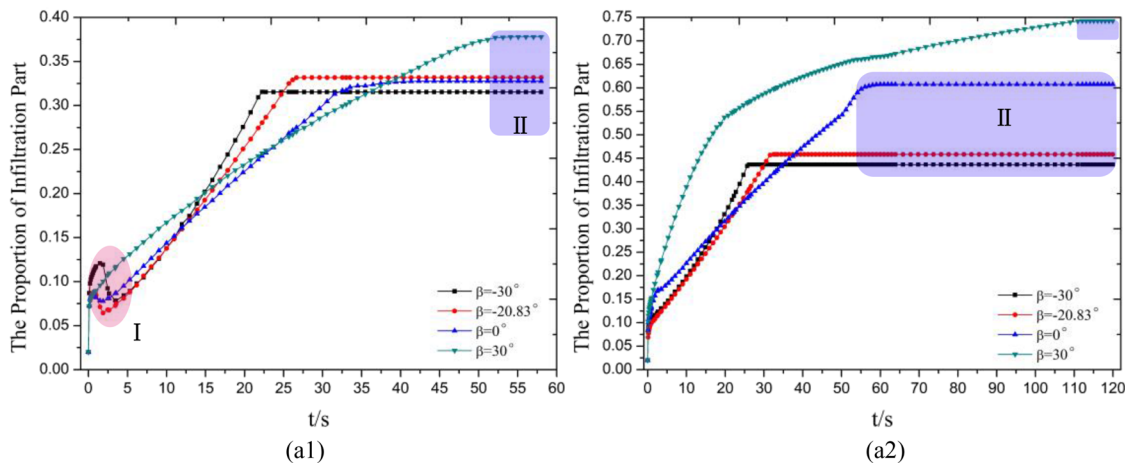 The Proportion of Infiltration Part
0.40
0.35
0.30
0.25
0.20
0.15
0.10
0.05
0.00
I
II
β=-30°
β=-20.83°
β=0°
β=30°
0 5 10 15 20 25 30 35 40 45 50 55 60
t/s
(a1)
The Proportion of Infiltration Part
0.75
0.70
0.65
0.60
0.55
0.50
0.45
0.40
0.35
0.30
0.25
0.20
0.15
0.10
0.05
0.00
II
β=-30°
β=-20.83°
β=0°
β=30°
0 10 20 30 40 50 60 70 80 90 100 110 120
t/s
(a2)